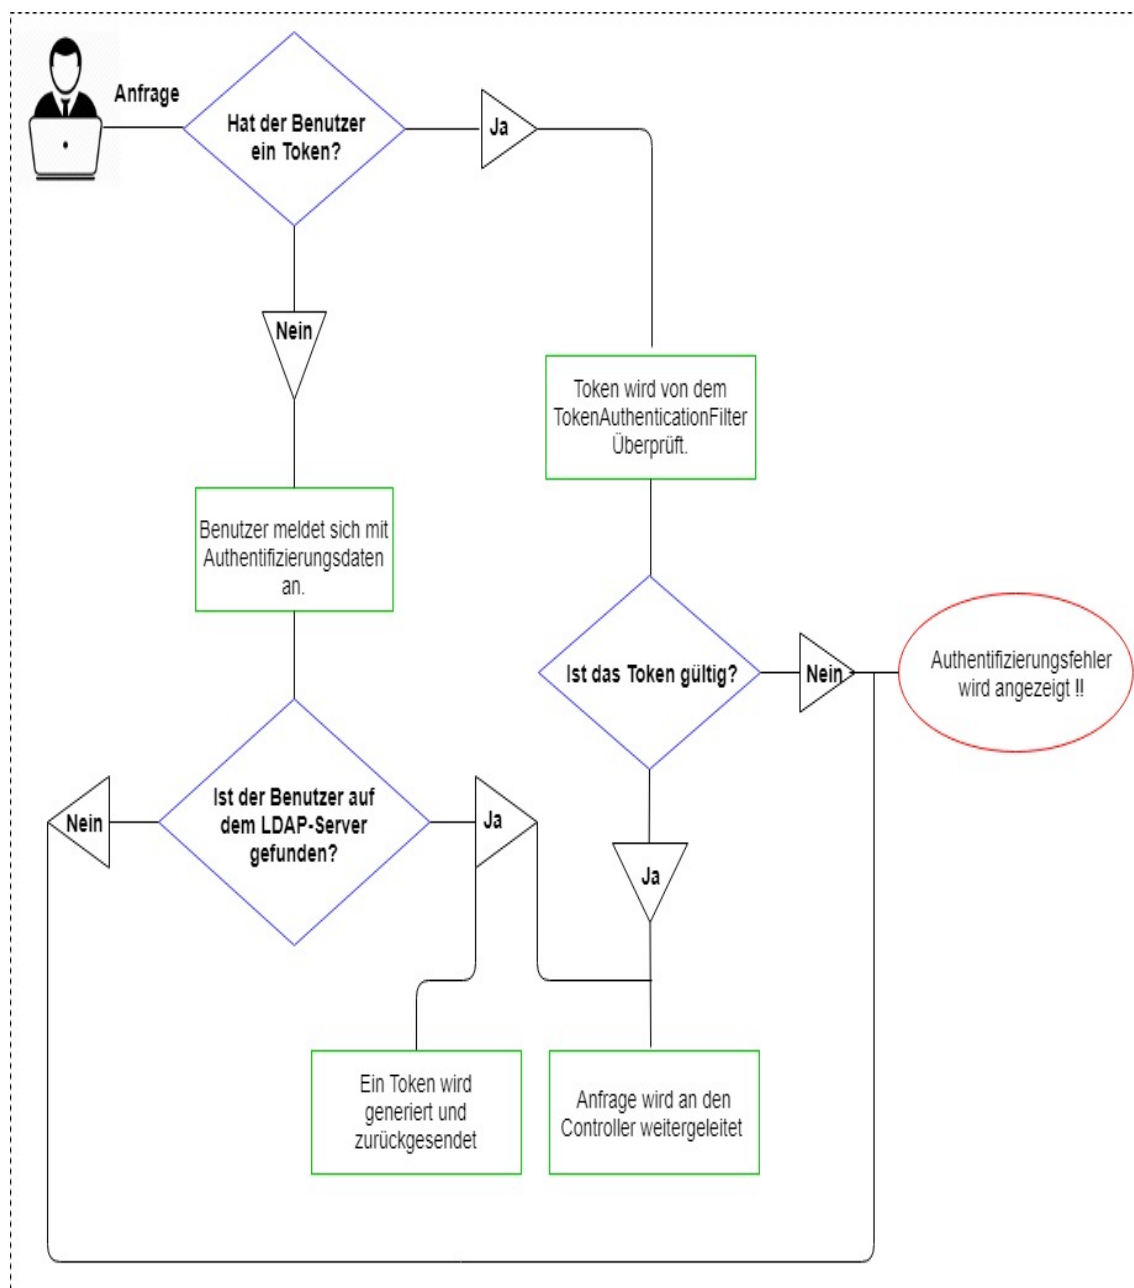 Anfrage
Hat der Benutzer
ein Token?
Ja
Nein
Token wird von dem
TokenAuthenticationFilter
Überprüft.
Benutzer meldet sich mit
Authentifizierungsdaten
an.
Ist das Token gültig?
Nein
Authentifizierungsfehler
wird angezeigt !!
Nein
Ist der Benutzer auf
dem LDAP-Server
gefunden?
Ja
Ja
Ein Token wird
generiert und
zurückgesendet
Anfrage wird an den
Controller weitergeleitet